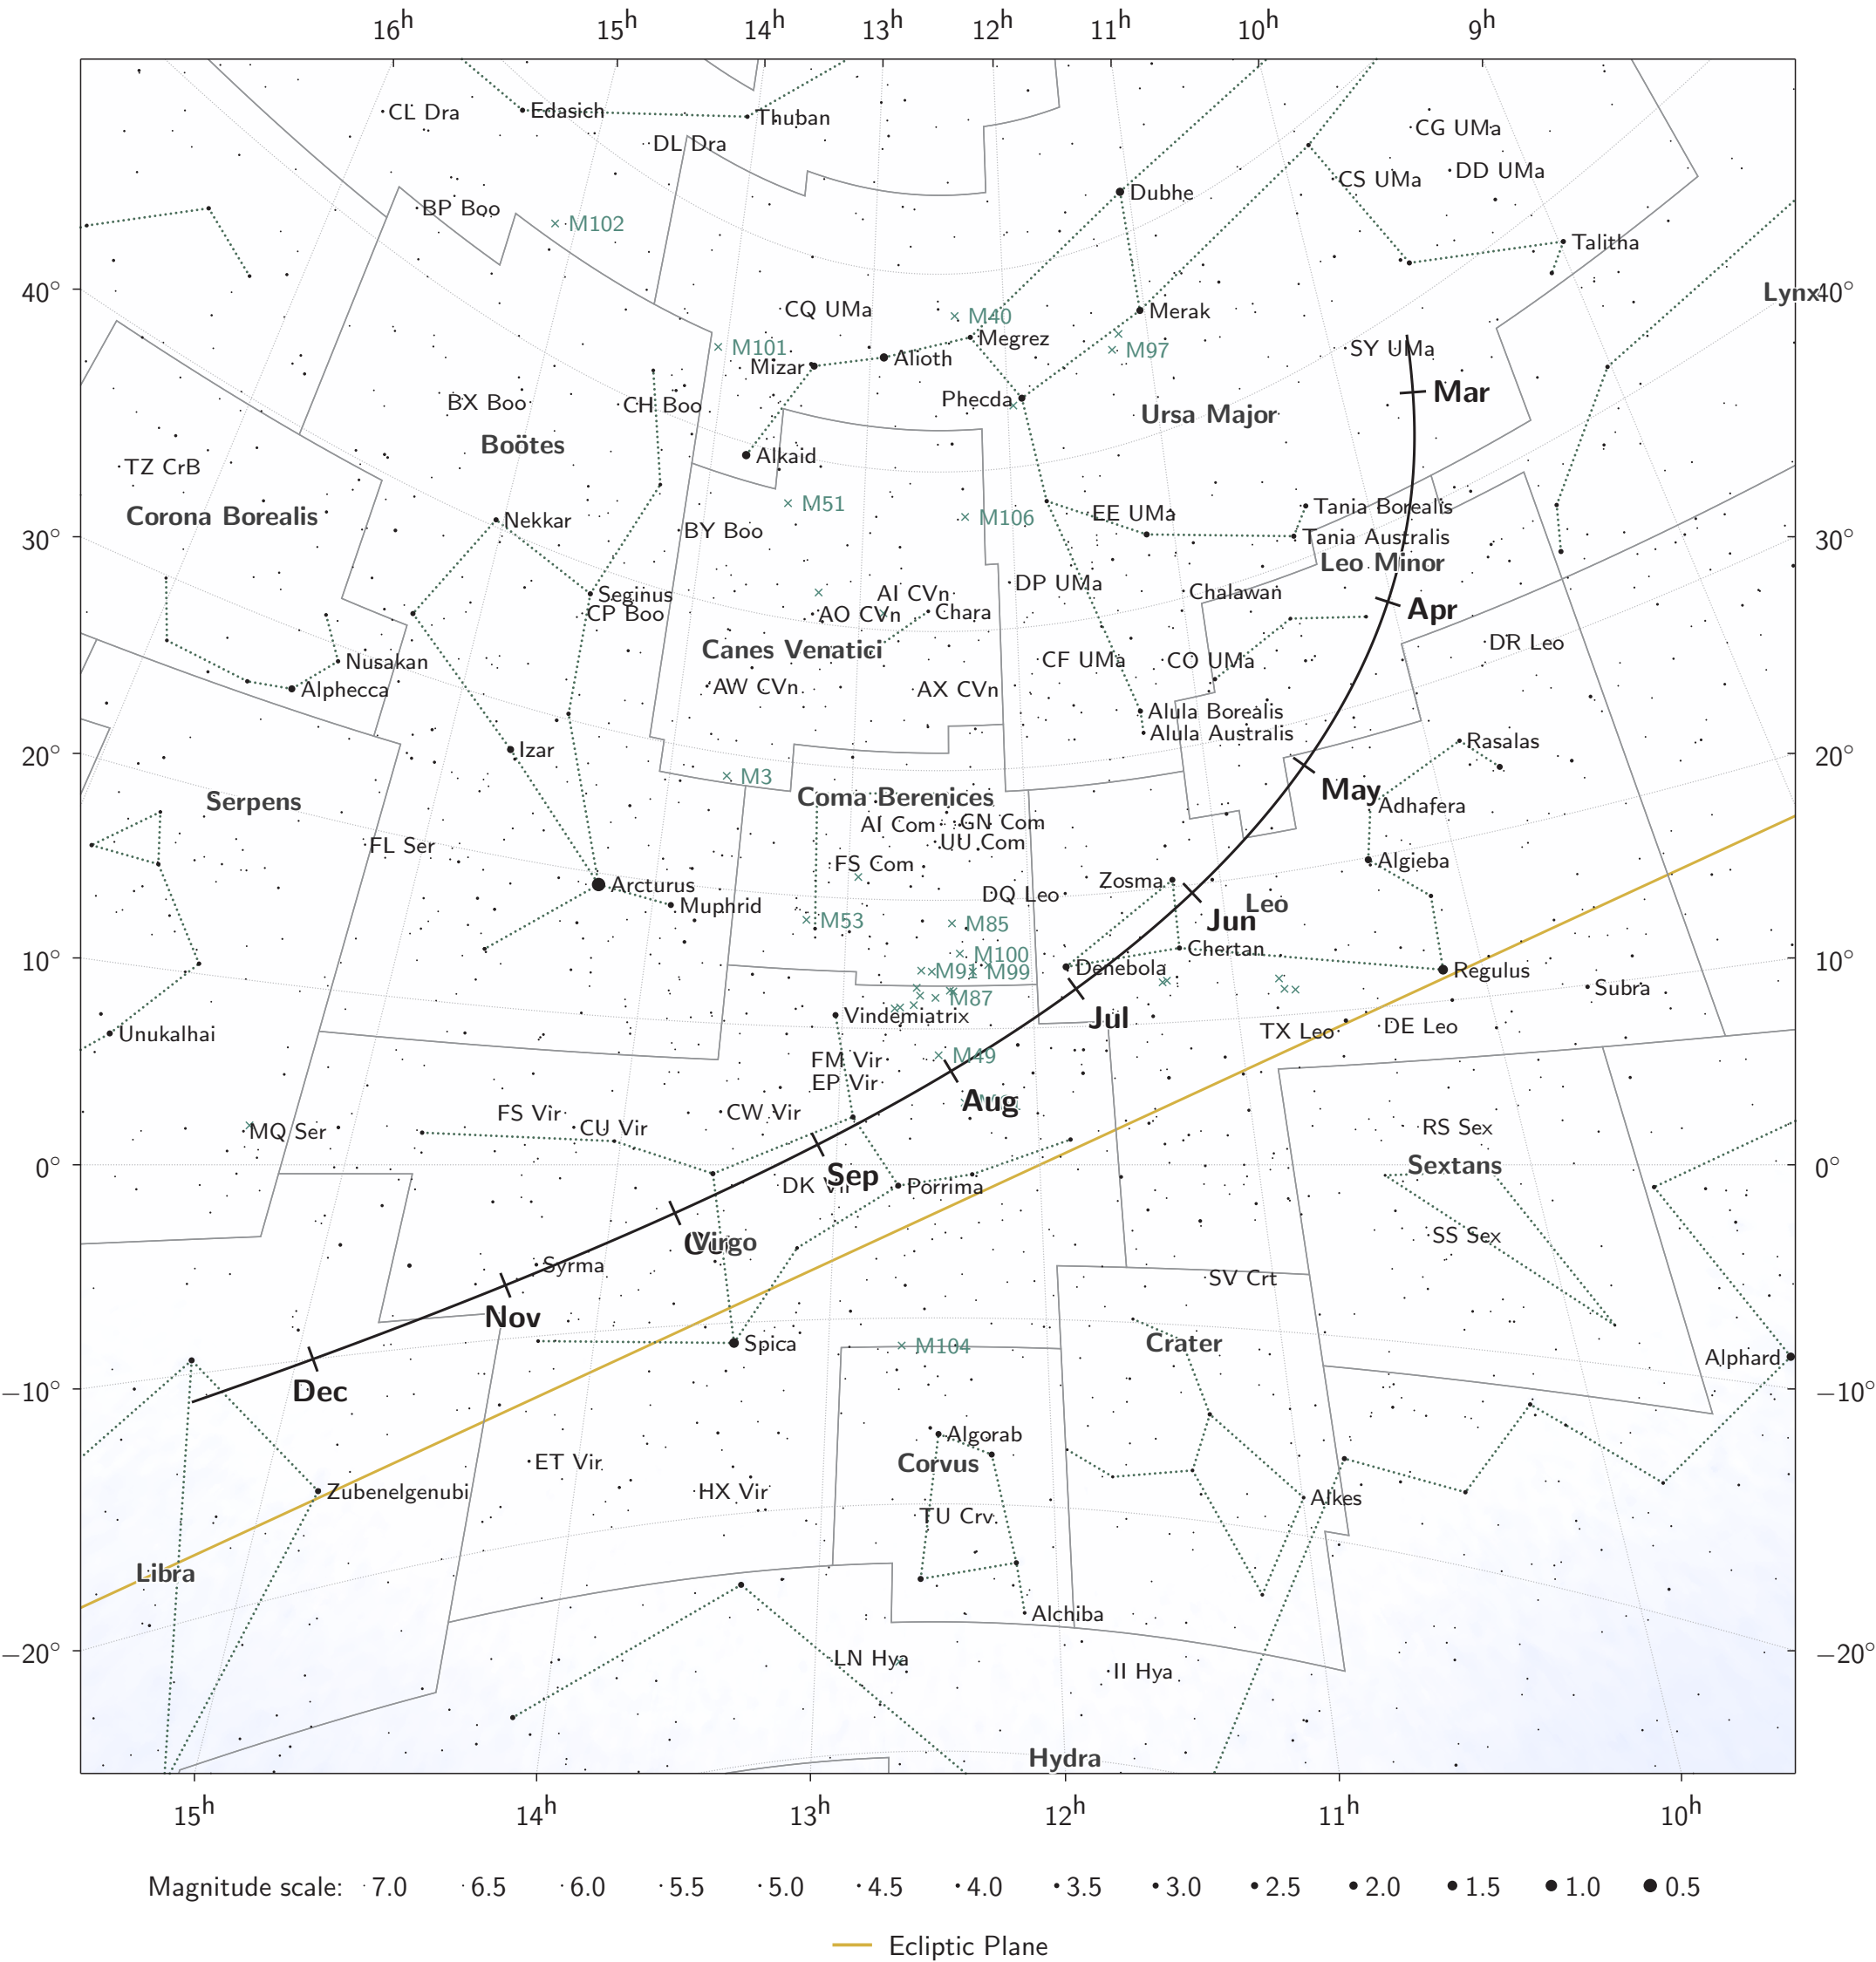 16h 15h 14h 13h 12h 11h 10h 9h
CL Dra
Edasich
Thuban
CG UMa
DL Dra
DD UMa
CS UMa
Dubhe
BP Boo
M102
Talitha
40°
Lynx
40°
CQ UMa
M40
Merak
M101
Megrez
M97
SY UMa
Mizar
Alioth
Mar
BX Boo
CH Boo
Phecda
Ursa Major
Boötes
Alkaid
TZ CrB
M51
Tania Borealis
Corona Borealis
Nekkar
M106
EE UMa
BY Boo
30°
Tania Australis
30°
Leo Minor
DP UMa
Seginus
AI CVn
Chalawan
CP Boo
AO CVn
Chara
Apr
Canes Venatici
DR Leo
Nusakan
CF UMa
CO UMa
Alphecca
AW CVn
AX CVn
Alula Borealis
Alula Australis
Izar
Rasalas
20°
20°
M3
May
Serpens
Coma Berenices
Adhafera
AI Com
GN Com
FL Ser
UU Com
FS Com
Algieba
Arcturus
DQ Leo
Zosma
Muphrid
Leo
M53
M85
Jun
M100
Chertan
10°
M91
M99
Denebola
Regulus
10°
M87
Subra
Vindemiatrix
Jul
Unukalhai
TX Leo
DE Leo
FM Vir
M49
EP Vir
Aug
FS Vir
CW Vir
MQ Ser
CU Vir
RS Sex
0°
Sextans
0°
Sep
DK Vir
Porrima
Virgo
SS Sex
Syrma
SV Crt
Nov
Spica
M104
Crater
Alphard
−10°
Dec
−10°
Algorab
ET Vir
Corvus
Zubenelgenubi
HX Vir
Alkes
TU Crv
Libra
Alchiba
−20°
LN Hya
II Hya
−20°
Hydra
15h 14h 13h 12h 11h 10h
Magnitude scale: 7.0 6.5 6.0 5.5 5.0 4.5 4.0 3.5 3.0 2.5 2.0 1.5 1.0 0.5
Ecliptic Plane